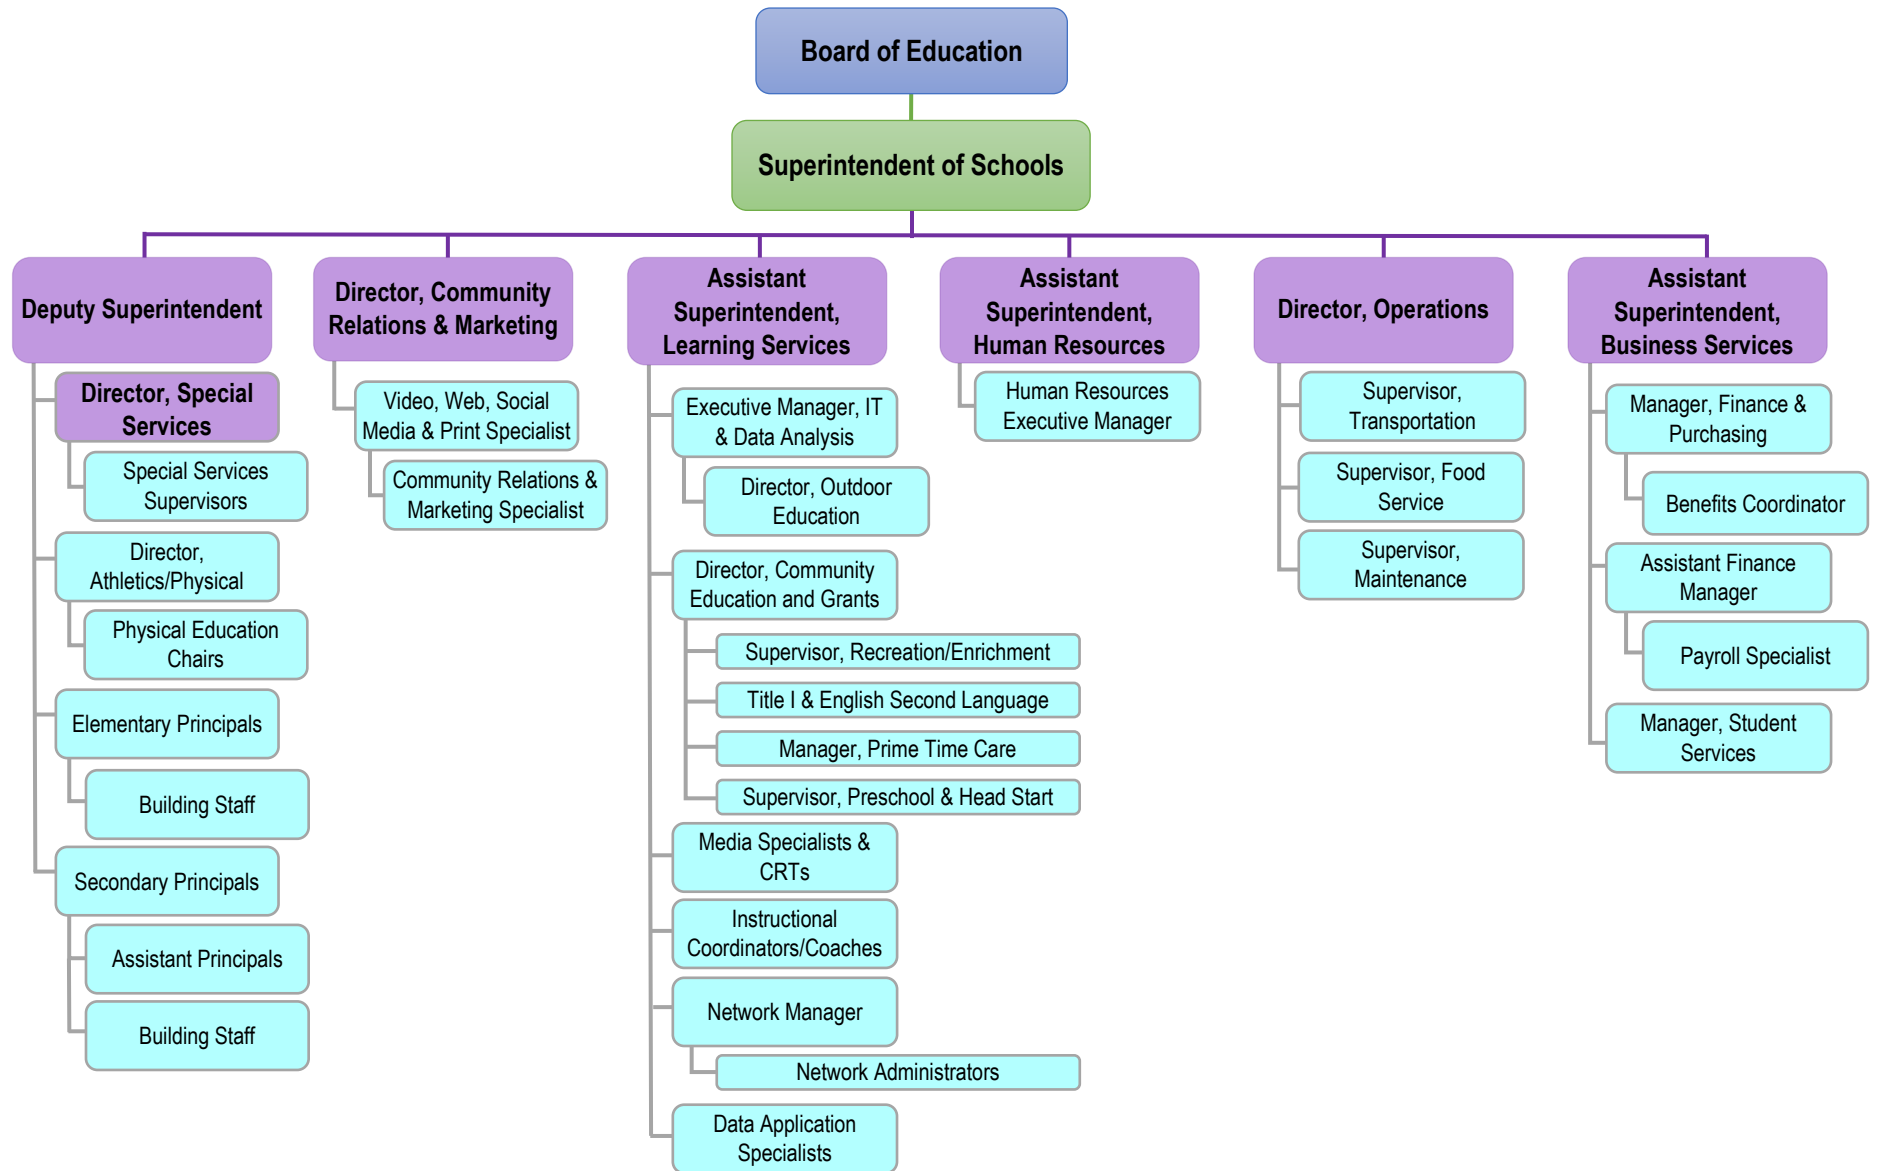 Board of Education
Superintendent of Schools
Deputy Superintendent
Director, Special
Services
Special Services
Supervisors
Director,
Athletics/Physical
Physical Education
Chairs
Elementary Principals
Building Staff
Secondary Principals
Assistant Principals
Building Staff
Director, Community
Relations & Marketing
Video, Web, Social
Media & Print Specialist
Community Relations &
Marketing Specialist
Assistant
Superintendent,
Learning Services
Executive Manager, IT
& Data Analysis
Director, Outdoor
Education
Director, Community
Education and Grants
Supervisor, Recreation/Enrichment
Title I & English Second Language
Manager, Prime Time Care
Supervisor, Preschool & Head Start
Media Specialists &
CRTs
Instructional
Coordinators/Coaches
Network Manager
Network Administrators
Data Application
Specialists
Assistant
Superintendent,
Human Resources
Human Resources
Executive Manager
Director, Operations
Supervisor,
Transportation
Supervisor, Food
Service
Supervisor,
Maintenance
Assistant
Superintendent,
Business Services
Manager, Finance &
Purchasing
Benefits Coordinator
Assistant Finance
Manager
Payroll Specialist
Manager, Student
Services